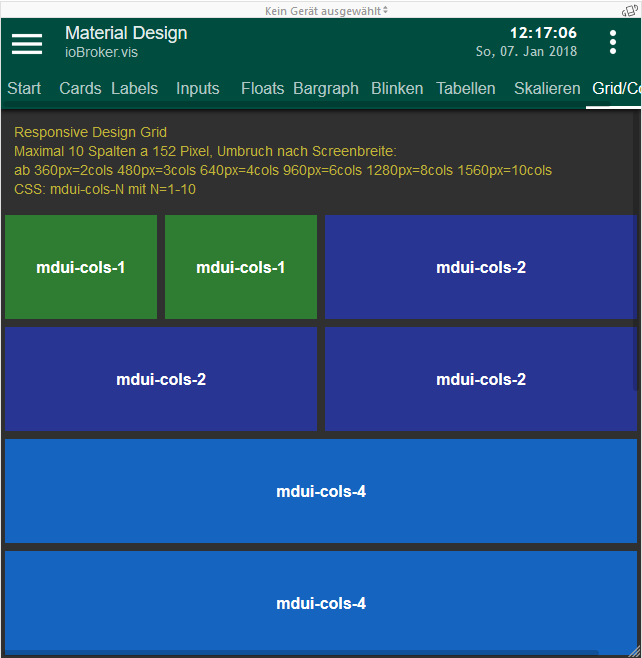 Kein Gerät ausgewählt
Material Design
ioBroker.vis
12:17:06
So, 07. Jan 2018
Start Cards Labels Inputs Floats Bargraph Blinken Tabellen Skalieren Grid/Co
Responsive Design Grid
Maximal 10 Spalten a 152 Pixel, Umbruch nach Screenbreite:
ab 360px=2cols 480px=3cols 640px=4cols 960px=6cols 1280px=8cols 1560px=10cols
CSS: mdui-cols-N mit N=1-10
mdui-cols-1 mdui-cols-1 mdui-cols-2
mdui-cols-2 mdui-cols-2
mdui-cols-4
mdui-cols-4